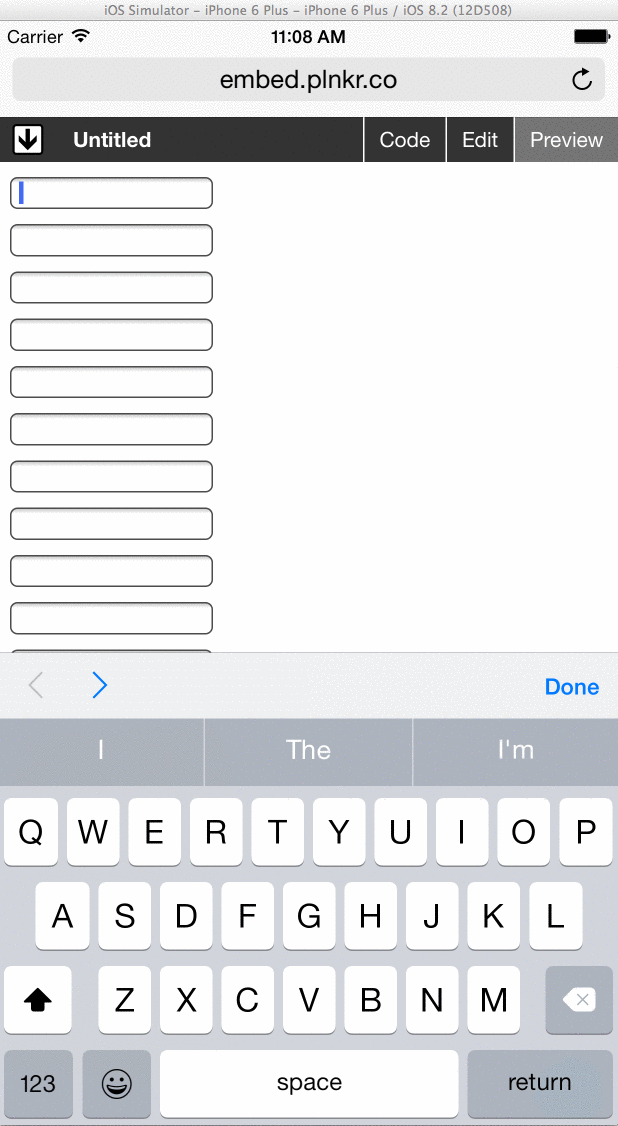 iOS Simulator – iPhone 6 Plus – iPhone 6 Plus / iOS 8.2 (12D508)
Carrier 11:08 AM
embed.plnkr.co
Untitled Code Edit Preview
Done
I The I'm
Q W E R T Y U I O P
A S D F G H J K L
Z X C V B N M
123 space return